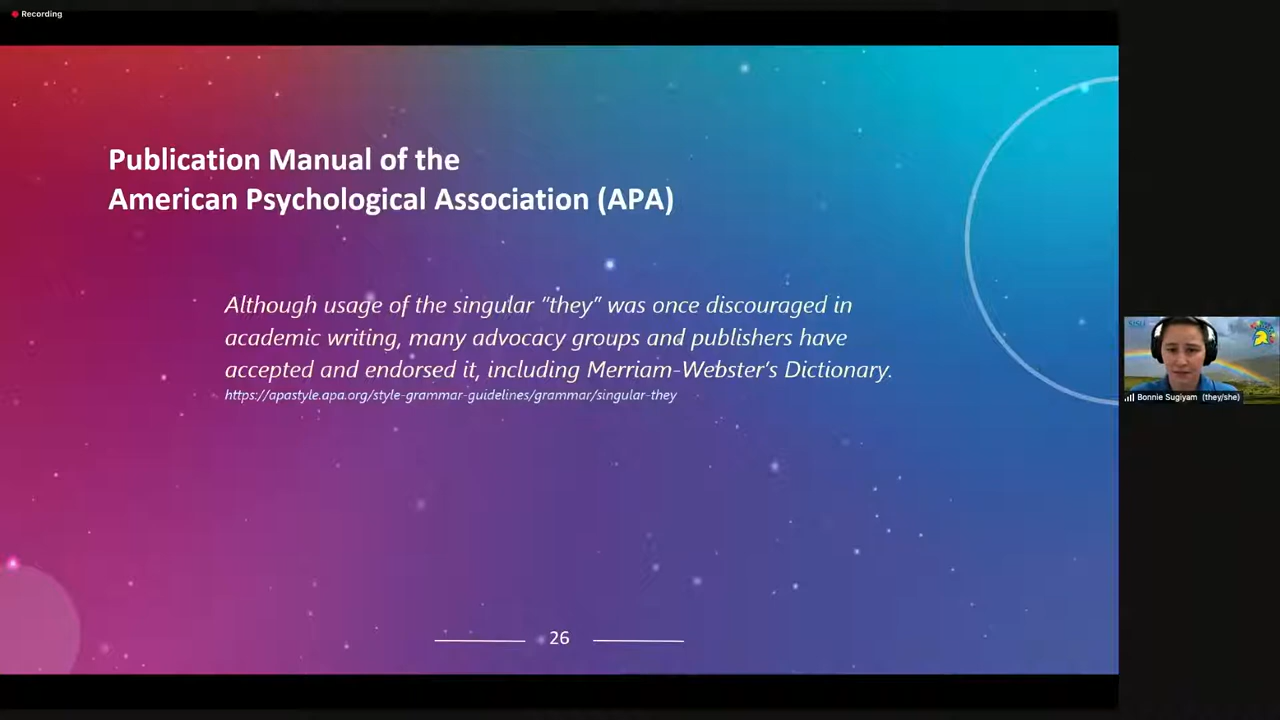 Recording
Publication Manual of the
American Psychological Association (APA)
Although usage of the singular “they” was once discouraged in
academic writing, many advocacy groups and publishers have
accepted and endorsed it, including Merriam-Webster’s Dictionary.
https://apastyle.apa.org/style-grammar-guidelines/grammar/singular-they
26
Bonnie Sugiyam (they/she)